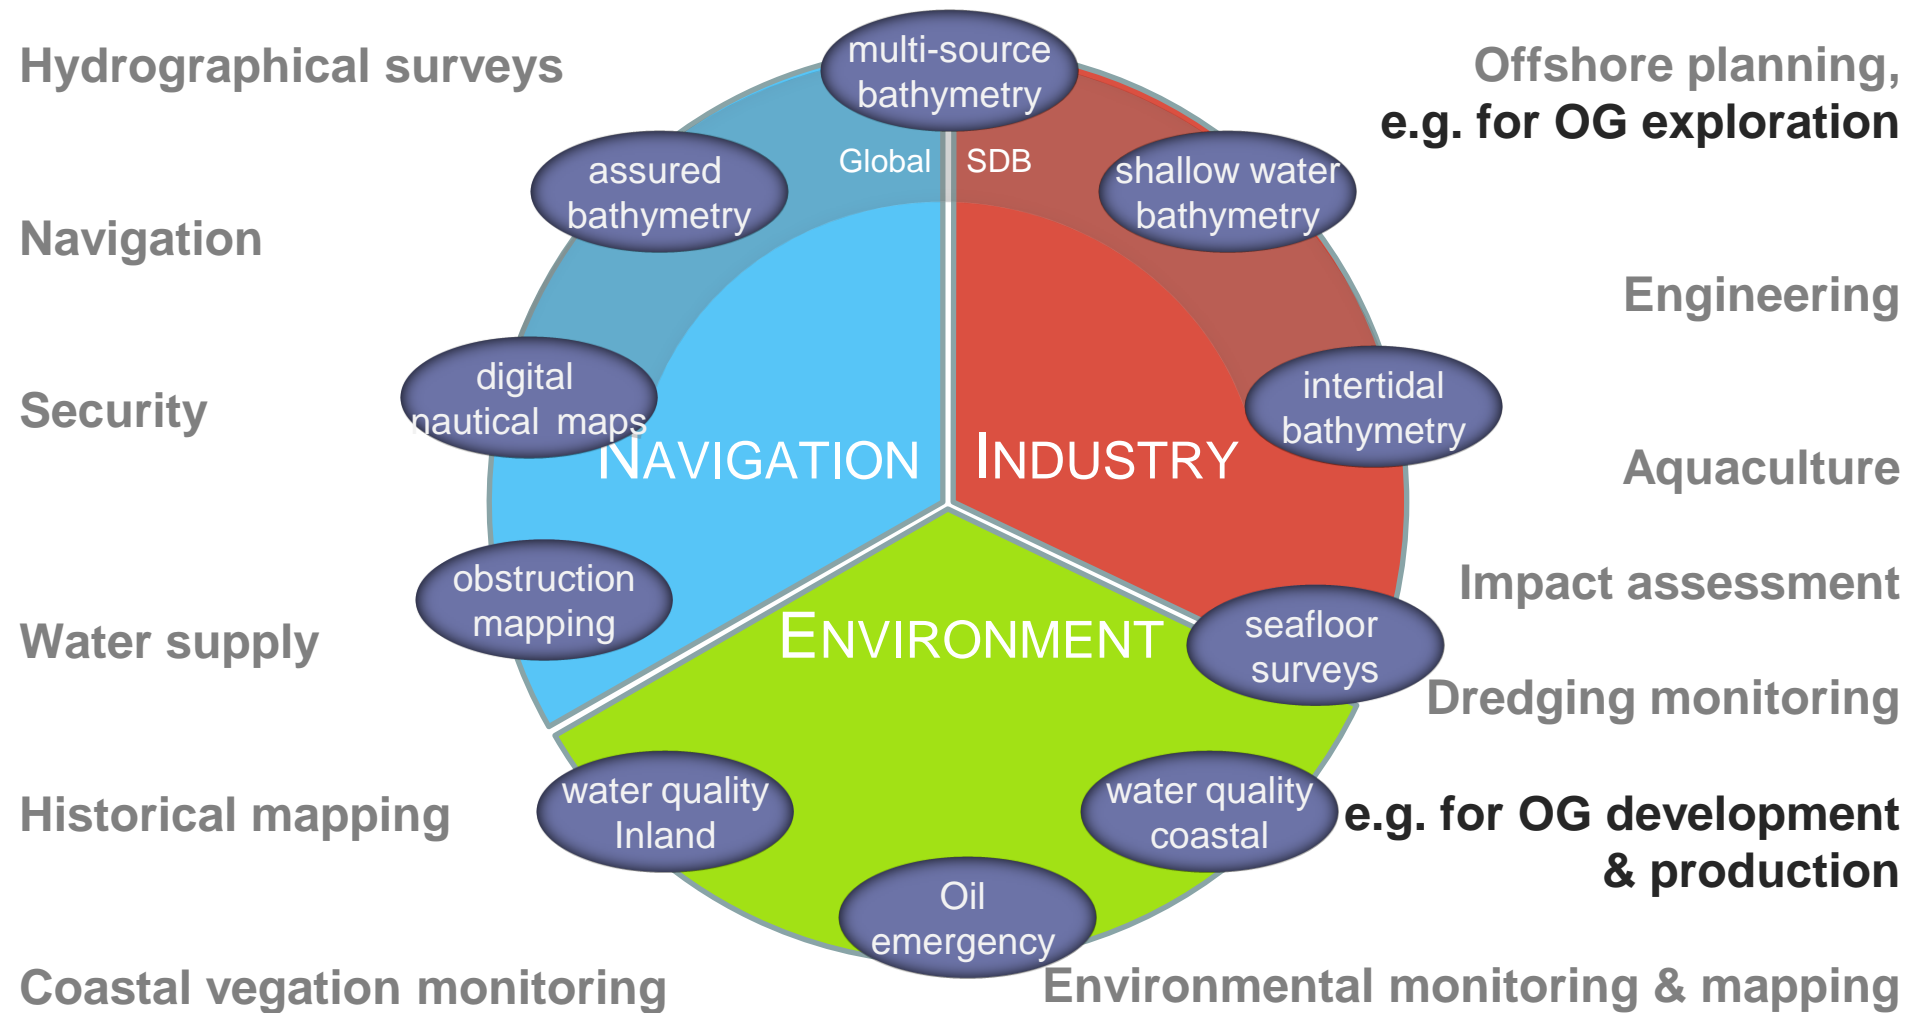 Hydrographical surveys
Navigation
Security
Water supply
Historical mapping
Coastal vegation monitoring
multi-source
bathymetry
Global
SDB
assured
bathymetry
shallow water
bathymetry
digital
nautical maps
intertidal
bathymetry
NAVIGATION
INDUSTRY
obstruction
mapping
ENVIRONMENT
seafloor
surveys
water quality
Inland
water quality
coastal
Oil
emergency
Offshore planning,
e.g. for OG exploration
Engineering
Aquaculture
Impact assessment
Dredging monitoring
e.g. for OG development
& production
Environmental monitoring & mapping